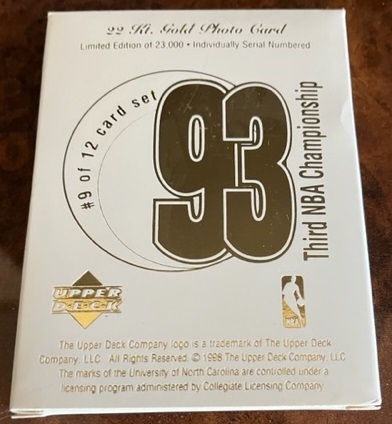 22 Kt. Gold Photo Card
Limited Edition of 23,000 • Individually Serial Numbered
#9 of 12 card set
93
Third NBA Championship
UPPER
DECK
NBA
The Upper Deck Company logo is a trademark of The Upper Deck
Company, LLC. All Rights Reserved. © 1998 The Upper Deck Company, LLC
The marks of the University of North Carolina are controlled under a
licensing program administered by Collegiate Licensing Company